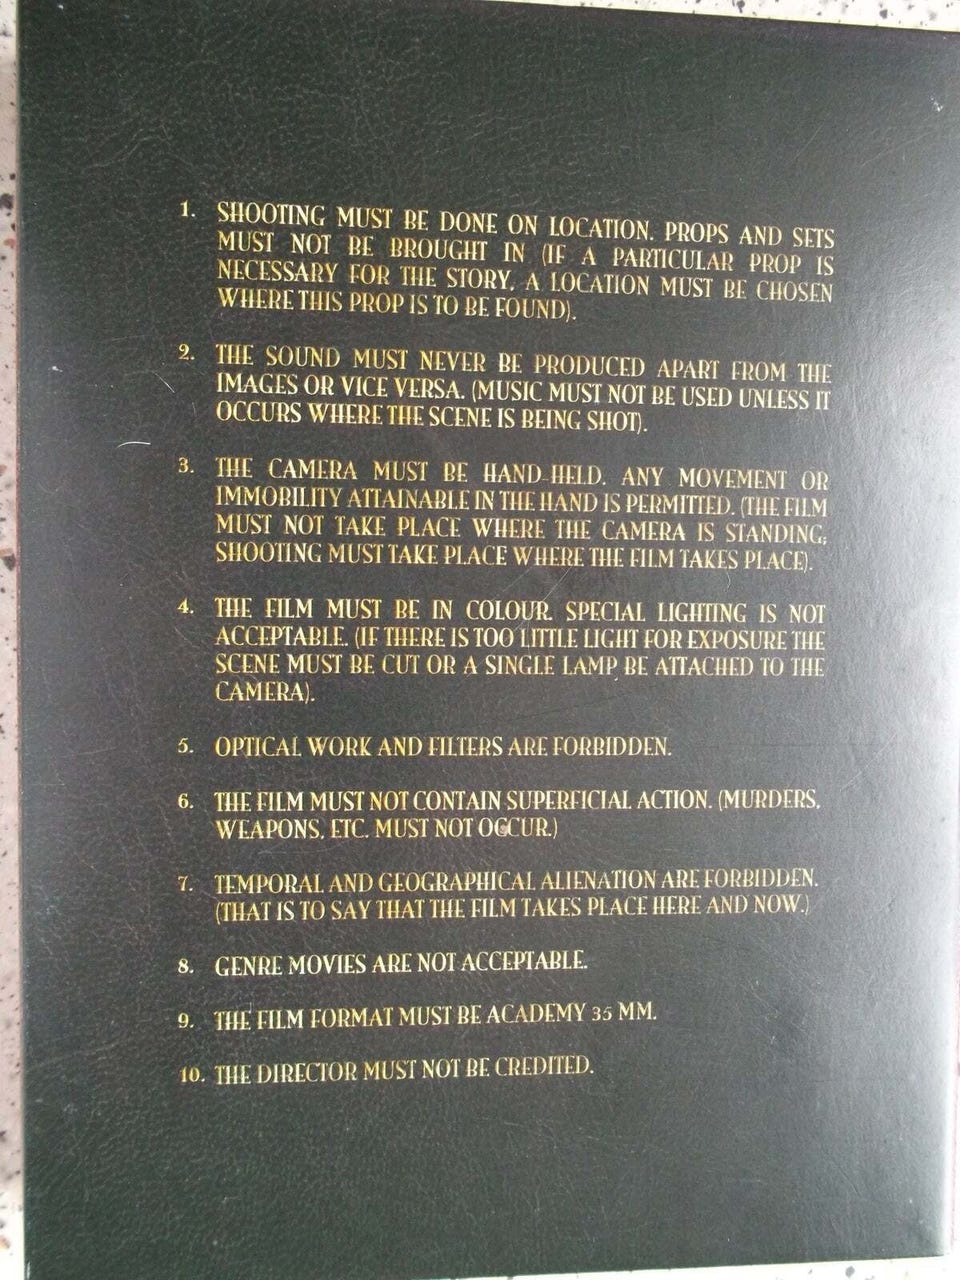 1. SHOOTING MUST BE DONE ON LOCATION. PROPS AND SETS
MUST NOT BE BROUGHT IN (IF A PARTICULAR PROP IS
NECESSARY FOR THE STORY, A LOCATION MUST BE CHOSEN
WHERE THIS PROP IS TO BE FOUND).
2. THE SOUND MUST NEVER BE PRODUCED APART FROM THE
IMAGES OR VICE VERSA. (MUSIC MUST NOT BE USED UNLESS IT
OCCURS WHERE THE SCENE IS BEING SHOT).
3. THE CAMERA MUST BE HAND-HELD. ANY MOVEMENT OR
IMMOBILITY ATTAINABLE IN THE HAND IS PERMITTED. (THE FILM
MUST NOT TAKE PLACE WHERE THE CAMERA IS STANDING;
SHOOTING MUST TAKE PLACE WHERE THE FILM TAKES PLACE).
4. THE FILM MUST BE IN COLOUR. SPECIAL LIGHTING IS NOT
ACCEPTABLE. (IF THERE IS TOO LITTLE LIGHT FOR EXPOSURE THE
SCENE MUST BE CUT OR A SINGLE LAMP BE ATTACHED TO THE
CAMERA).
5. OPTICAL WORK AND FILTERS ARE FORBIDDEN.
6. THE FILM MUST NOT CONTAIN SUPERFICIAL ACTION. (MURDERS,
WEAPONS, ETC. MUST NOT OCCUR.)
7. TEMPORAL AND GEOGRAPHICAL ALIENATION ARE FORBIDDEN.
(THAT IS TO SAY THAT THE FILM TAKES PLACE HERE AND NOW.)
8. GENRE MOVIES ARE NOT ACCEPTABLE.
9. THE FILM FORMAT MUST BE ACADEMY 35 MM.
10. THE DIRECTOR MUST NOT BE CREDITED.